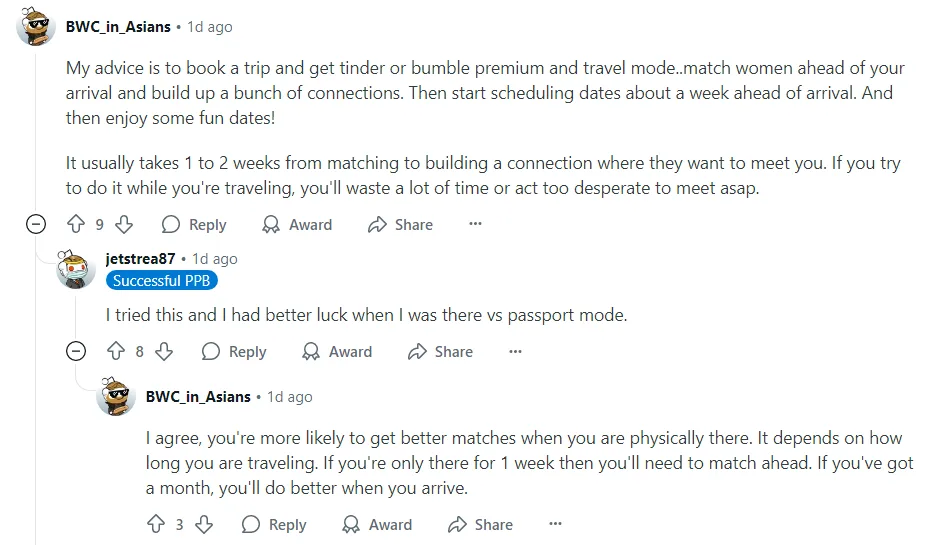 BWC_in_Asians • 1d ago
My advice is to book a trip and get tinder or bumble premium and travel mode..match women ahead of your
arrival and build up a bunch of connections. Then start scheduling dates about a week ahead of arrival. And
then enjoy some fun dates!
It usually takes 1 to 2 weeks from matching to building a connection where they want to meet you. If you try
to do it while you're traveling, you'll waste a lot of time or act too desperate to meet asap.
9 Reply Award Share ...
jetstrea87 • 1d ago
Successful PPB
I tried this and I had better luck when I was there vs passport mode.
8 Reply Award Share ...
BWC_in_Asians • 1d ago
I agree, you're more likely to get better matches when you are physically there. It depends on how
long you are traveling. If you're only there for 1 week then you'll need to match ahead. If you've got
a month, you'll do better when you arrive.
3 Reply Award Share ...